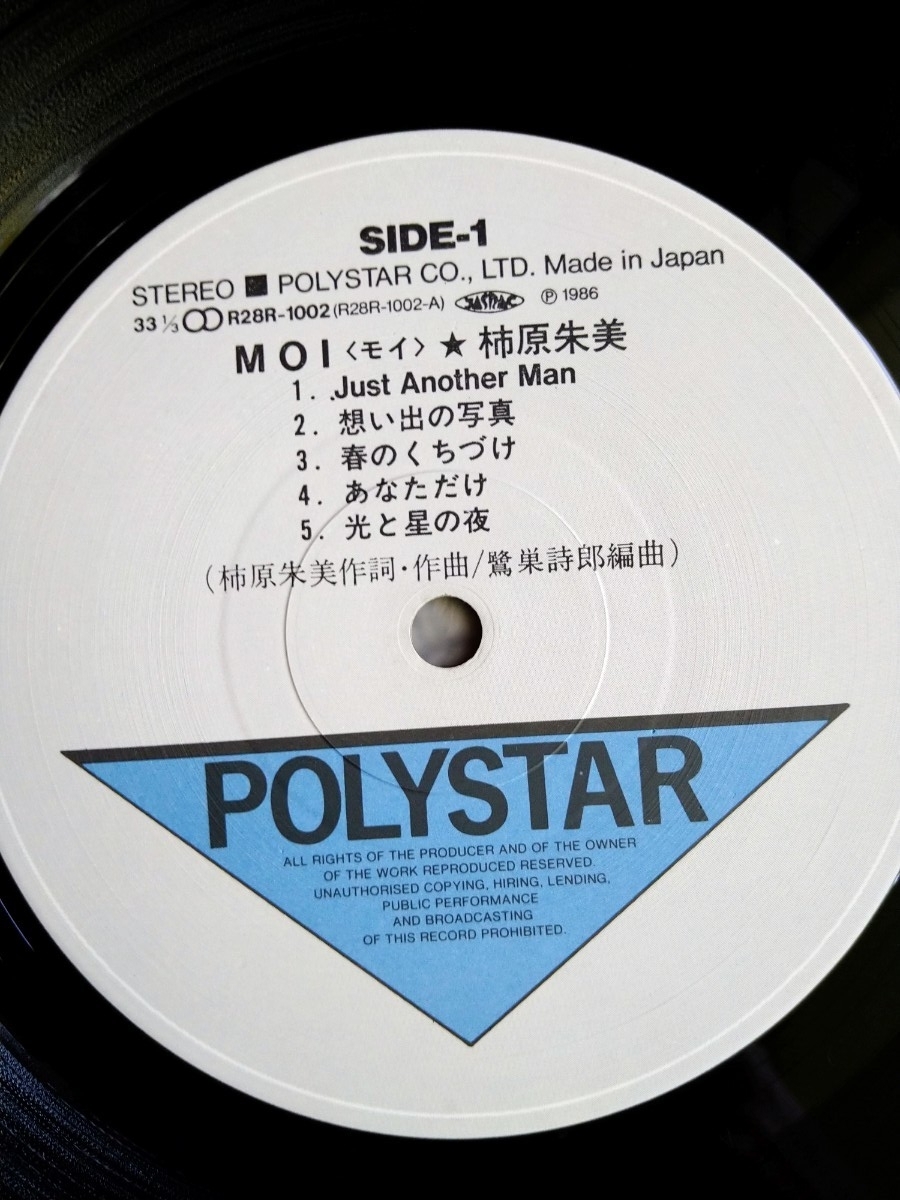 SIDE-1
STEREO ■ POLYSTAR CO., LTD. Made in Japan
33 1/3 R28R-1002 (R28R-1002-A) JASRAC Ⓟ 1986
MOI〈モイ〉★柿原朱美
1. Just Another Man
2. 想い出の写真
3. 春のくちづけ
4. あなただけ
5. 光と星の夜
(柿原朱美作詞・作曲/鷺巣詩郎編曲)
POLYSTAR
ALL RIGHTS OF THE PRODUCER AND OF THE OWNER
OF THE WORK REPRODUCED RESERVED.
UNAUTHORISED COPYING, HIRING, LENDING,
PUBLIC PERFORMANCE
AND BROADCASTING
OF THIS RECORD PROHIBITED.